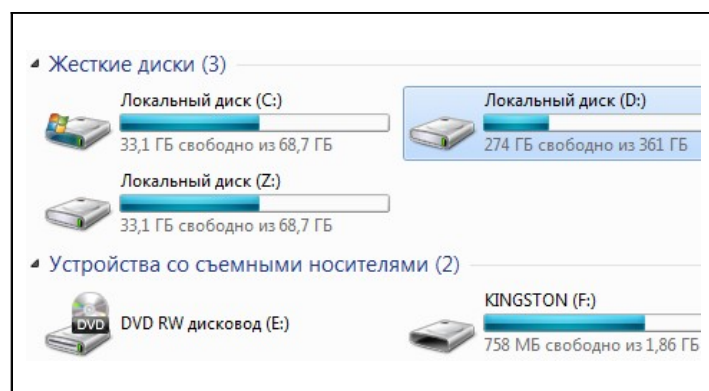 Жесткие диски (3)
Локальный диск (C:)
33,1 ГБ свободно из 68,7 ГБ
Локальный диск (D:)
274 ГБ свободно из 361 ГБ
Локальный диск (Z:)
33,1 ГБ свободно из 68,7 ГБ
Устройства со съемными носителями (2)
DVD
DVD RW дисковод (E:)
KINGSTON (F:)
758 МБ свободно из 1,86 ГБ